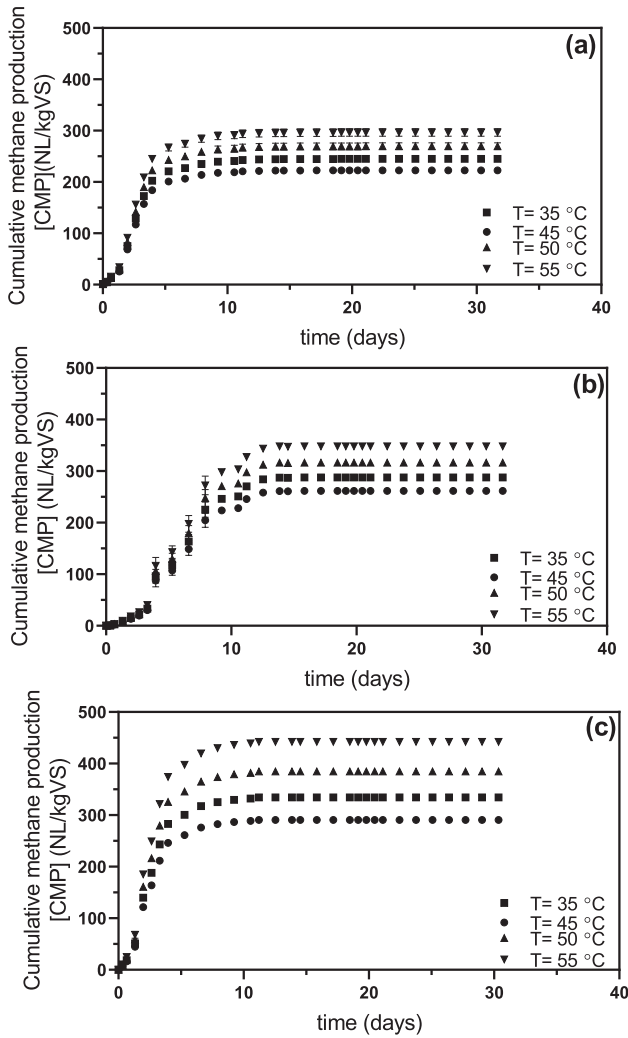 Cumulative methane production
[CMP](NL/kgVS)
500
400
300
200
100
0
(a)
T= 35 °C
T= 45 °C
T= 50 °C
T= 55 °C
0 10 20 30 40
time (days)
Cumulative methane production
[CMP] (NL/kgVS)
500
400
300
200
100
0
(b)
T= 35 °C
T= 45 °C
T= 50 °C
T= 55 °C
0 10 20 30 40
time (days)
Cumulative methane production
[CMP] (NL/kgVS)
500
400
300
200
100
0
(c)
T= 35 °C
T= 45 °C
T= 50 °C
T= 55 °C
0 10 20 30 40
time (days)